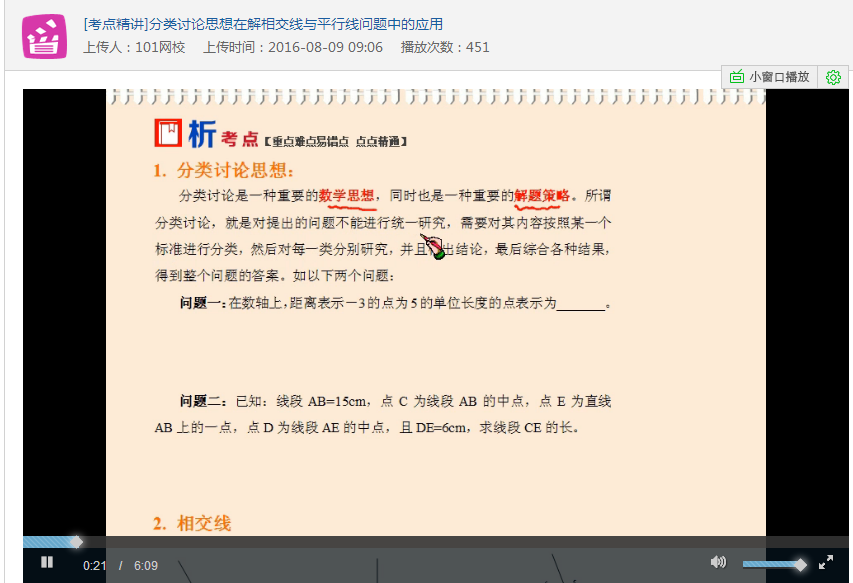 [考点精讲]分类讨论思想在解相交线与平行线问题中的应用
上传人：101网校 上传时间：2016-08-09 09:06 播放次数：451
小窗口播放
析考点【重点难点易错点 点点精通】
1. 分类讨论思想：
分类讨论是一种重要的数学思想，同时也是一种重要的解题策略。所谓
分类讨论，就是对提出的问题不能进行统一研究，需要对其内容按照某一个
标准进行分类，然后对每一类分别研究，并且出结论，最后综合各种结果，
得到整个问题的答案。如以下两个问题：
问题一：在数轴上，距离表示－3的点为5的单位长度的点表示为______。
问题二：已知：线段 AB=15cm，点 C 为线段 AB 的中点，点 E 为直线
AB 上的一点，点 D 为线段 AE 的中点，且 DE=6cm，求线段 CE 的长。
2. 相交线
0:21 / 6:09